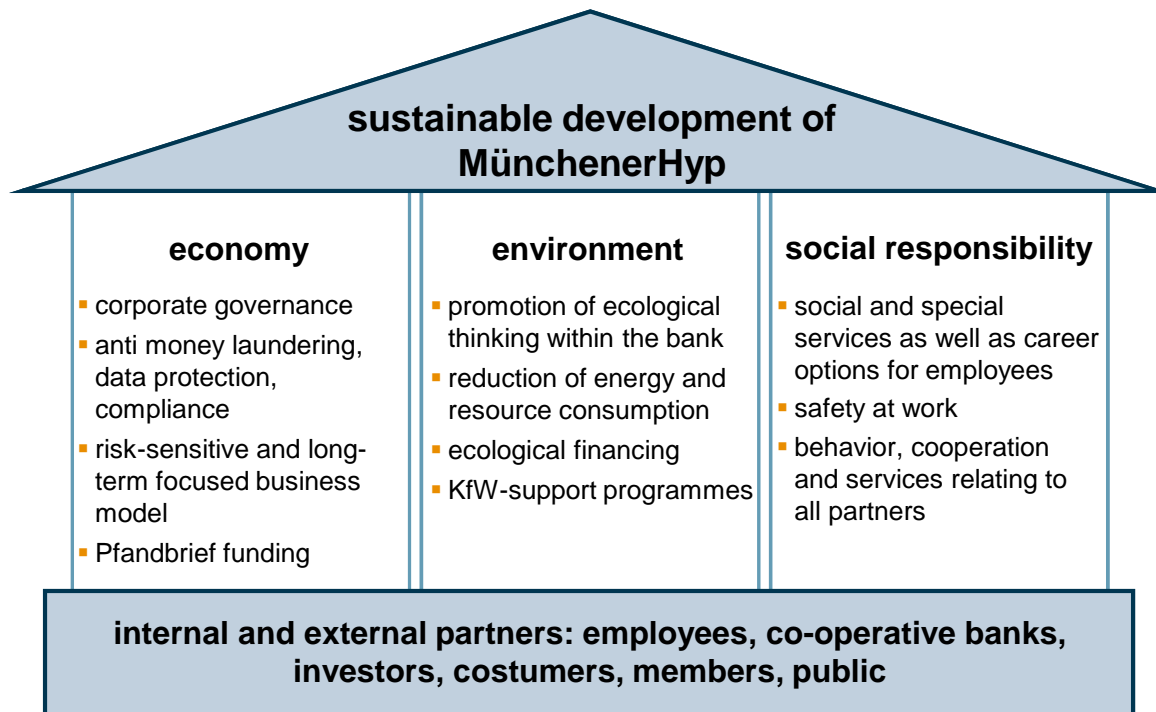 sustainable development of
MünchenerHyp
economy
corporate governance
anti money laundering,
data protection,
compliance
risk-sensitive and long-
term focused business
model
Pfandbrief funding
environment
promotion of ecological
thinking within the bank
reduction of energy and
resource consumption
ecological financing
KfW-support programmes
social responsibility
social and special
services as well as career
options for employees
safety at work
behavior, cooperation
and services relating to
all partners
internal and external partners: employees, co-operative banks,
investors, costumers, members, public